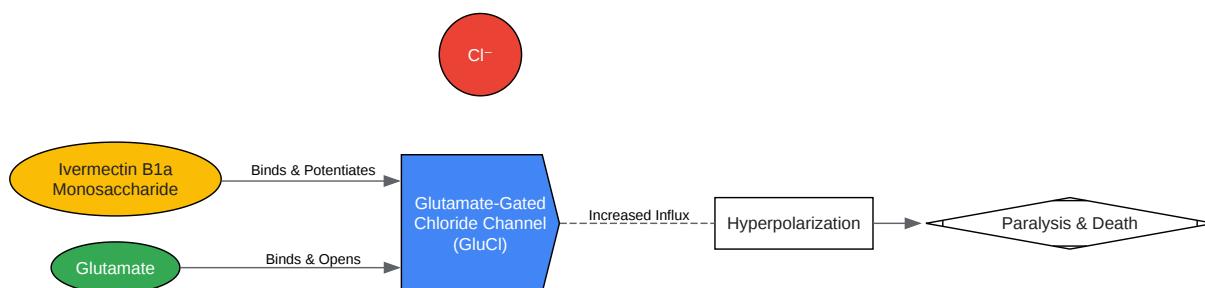 Cl⁻
Ivermectin B1a
Monosaccharide
Binds & Potentiates
Glutamate
Binds & Opens
Glutamate-Gated
Chloride Channel
(GluCl)
Increased Influx
Hyperpolarization
Paralysis & Death